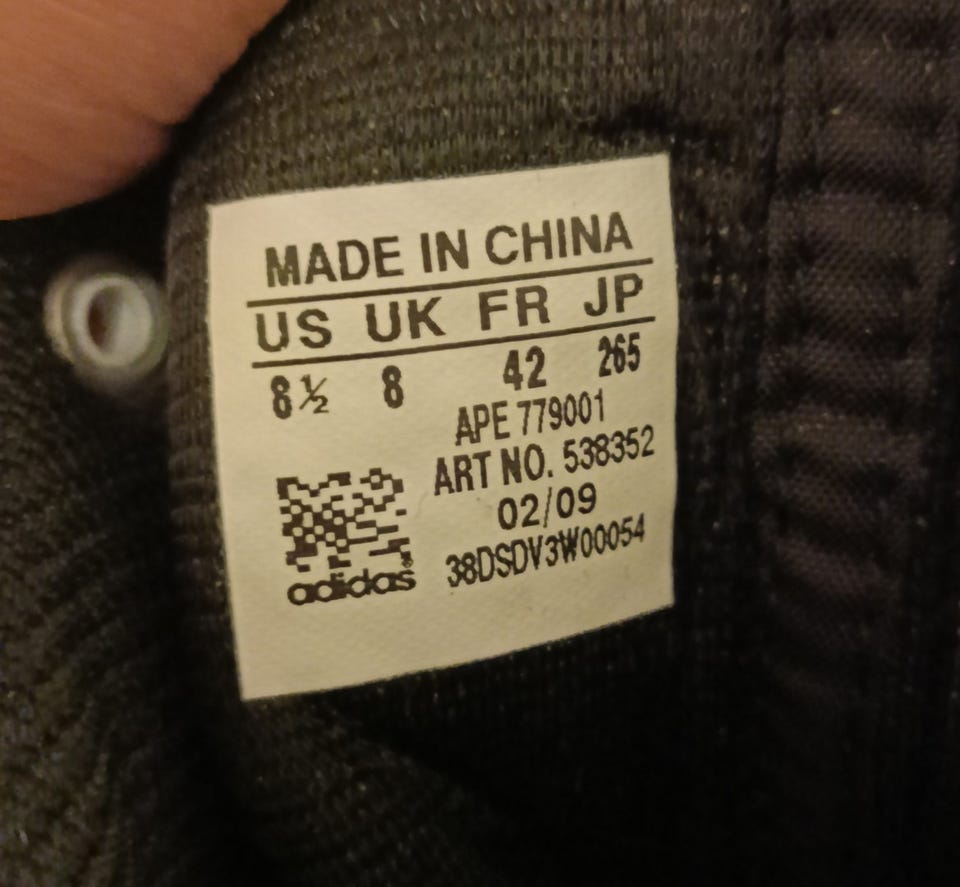 MADE IN CHINA
US UK FR JP
8½ 8 42 265
APE 779001
ART NO. 538352
02/09
38DSDV3W00054
adidas®